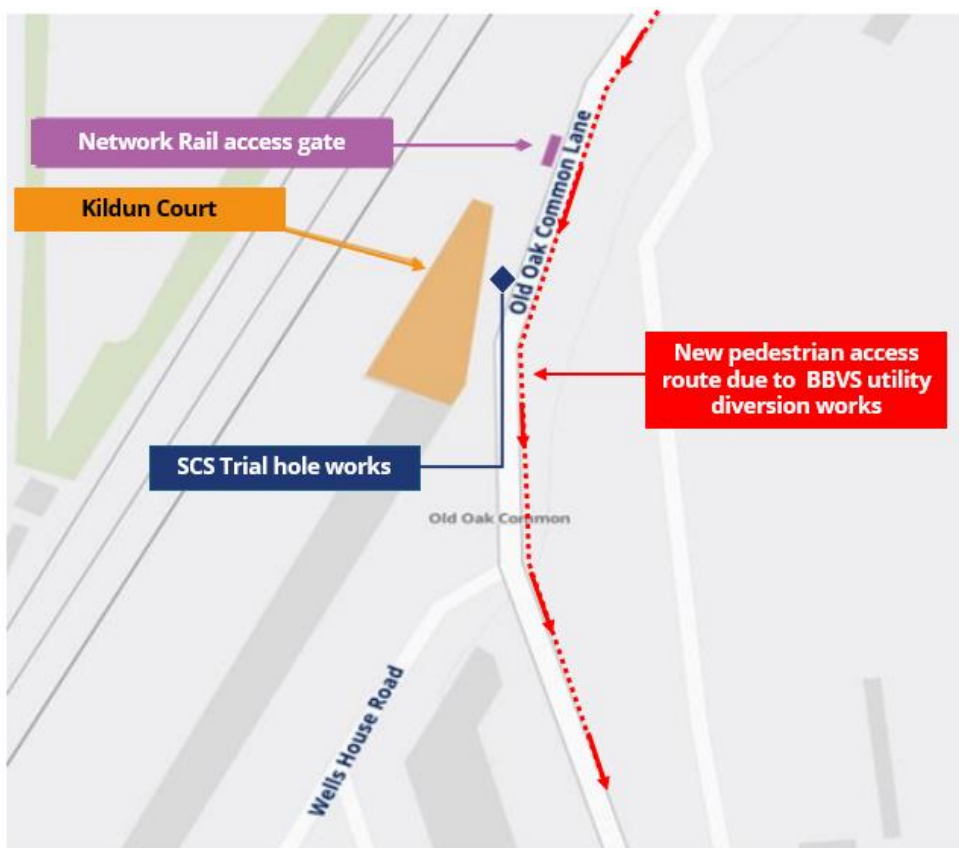 Network Rail access gate
Kildun Court
Old Oak Common Lane
New pedestrian access
route due to BBVS utility
diversion works
SCS Trial hole works
Old Oak Common
Wells House Road